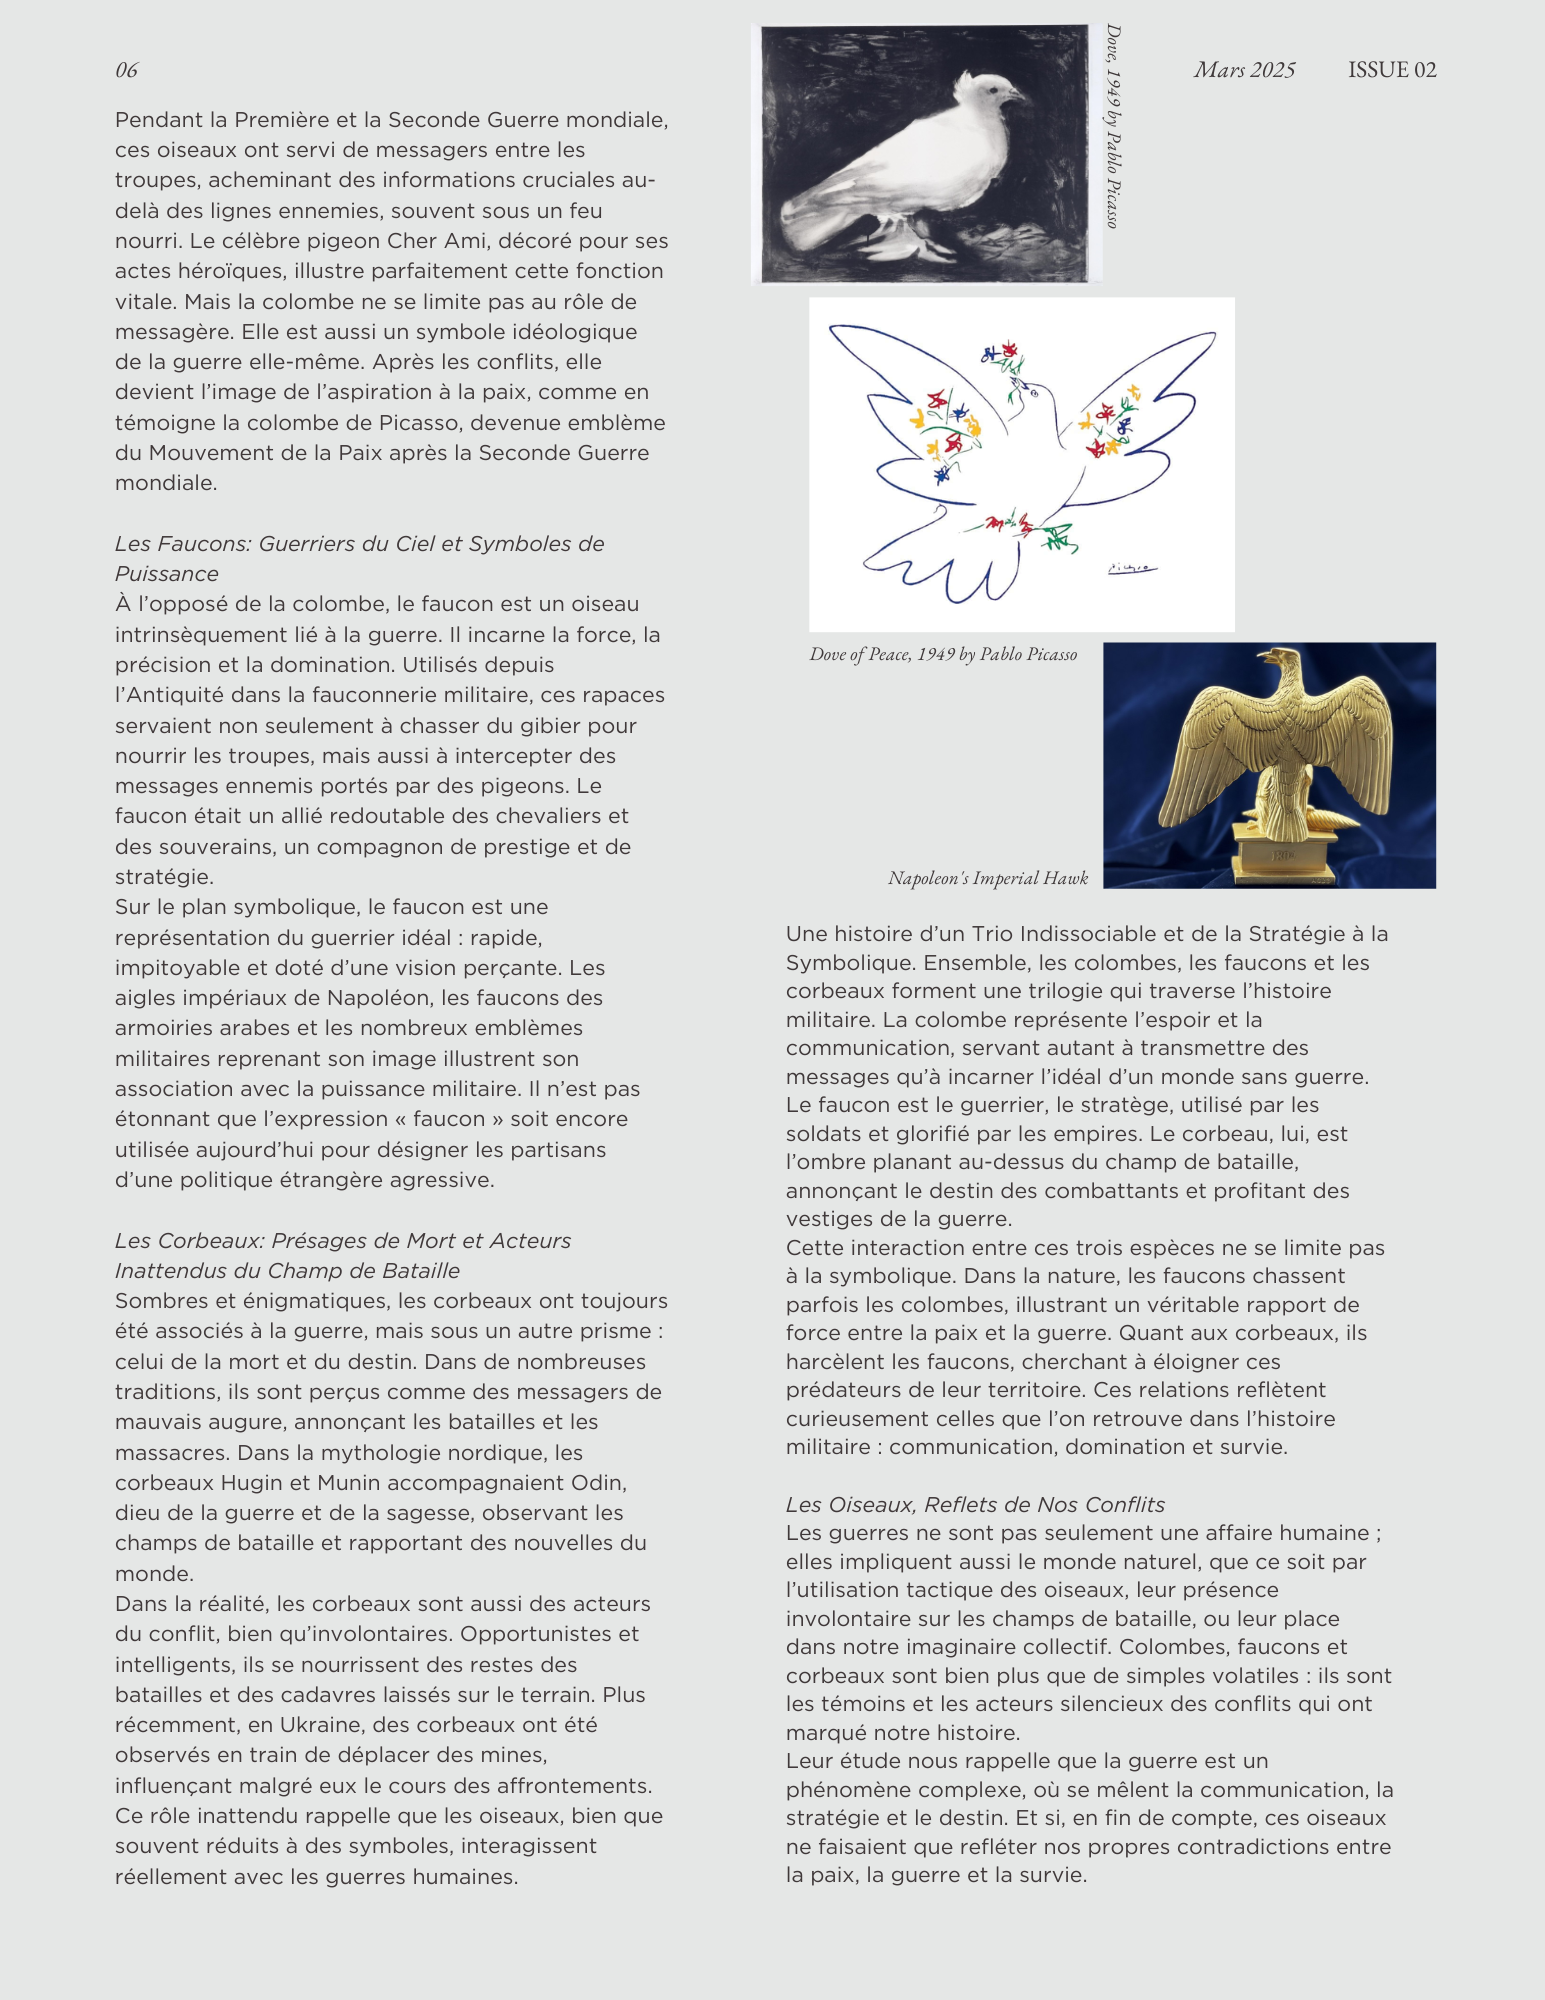 06
Mars 2025
ISSUE 02
Pendant la Première et la Seconde Guerre mondiale,
ces oiseaux ont servi de messagers entre les
troupes, acheminant des informations cruciales au-
delà des lignes ennemies, souvent sous un feu
nourri. Le célèbre pigeon Cher Ami, décoré pour ses
actes héroïques, illustre parfaitement cette fonction
vitale. Mais la colombe ne se limite pas au rôle de
messagère. Elle est aussi un symbole idéologique
de la guerre elle-même. Après les conflits, elle
devient l’image de l’aspiration à la paix, comme en
témoigne la colombe de Picasso, devenue emblème
du Mouvement de la Paix après la Seconde Guerre
mondiale.
Les Faucons: Guerriers du Ciel et Symboles de
Puissance
À l’opposé de la colombe, le faucon est un oiseau
intrinsèquement lié à la guerre. Il incarne la force, la
précision et la domination. Utilisés depuis
l’Antiquité dans la fauconnerie militaire, ces rapaces
servaient non seulement à chasser du gibier pour
nourrir les troupes, mais aussi à intercepter des
messages ennemis portés par des pigeons. Le
faucon était un allié redoutable des chevaliers et
des souverains, un compagnon de prestige et de
stratégie.
Sur le plan symbolique, le faucon est une
représentation du guerrier idéal : rapide,
impitoyable et doté d’une vision perçante. Les
aigles impériaux de Napoléon, les faucons des
armoiries arabes et les nombreux emblèmes
militaires reprenant son image illustrent son
association avec la puissance militaire. Il n’est pas
étonnant que l’expression « faucon » soit encore
utilisée aujourd’hui pour désigner les partisans
d’une politique étrangère agressive.
Les Corbeaux: Présages de Mort et Acteurs
Inattendus du Champ de Bataille
Sombres et énigmatiques, les corbeaux ont toujours
été associés à la guerre, mais sous un autre prisme :
celui de la mort et du destin. Dans de nombreuses
traditions, ils sont perçus comme des messagers de
mauvais augure, annonçant les batailles et les
massacres. Dans la mythologie nordique, les
corbeaux Hugin et Munin accompagnaient Odin,
dieu de la guerre et de la sagesse, observant les
champs de bataille et rapportant des nouvelles du
monde.
Dans la réalité, les corbeaux sont aussi des acteurs
du conflit, bien qu’involontaires. Opportunistes et
intelligents, ils se nourrissent des restes des
batailles et des cadavres laissés sur le terrain. Plus
récemment, en Ukraine, des corbeaux ont été
observés en train de déplacer des mines,
influençant malgré eux le cours des affrontements.
Ce rôle inattendu rappelle que les oiseaux, bien que
souvent réduits à des symboles, interagissent
réellement avec les guerres humaines.
Dove, 1949 by Pablo Picasso
Picasso
Dove of Peace, 1949 by Pablo Picasso
Napoleon's Imperial Hawk
Une histoire d’un Trio Indissociable et de la Stratégie à la
Symbolique. Ensemble, les colombes, les faucons et les
corbeaux forment une trilogie qui traverse l’histoire
militaire. La colombe représente l’espoir et la
communication, servant autant à transmettre des
messages qu’à incarner l’idéal d’un monde sans guerre.
Le faucon est le guerrier, le stratège, utilisé par les
soldats et glorifié par les empires. Le corbeau, lui, est
l’ombre planant au-dessus du champ de bataille,
annonçant le destin des combattants et profitant des
vestiges de la guerre.
Cette interaction entre ces trois espèces ne se limite pas
à la symbolique. Dans la nature, les faucons chassent
parfois les colombes, illustrant un véritable rapport de
force entre la paix et la guerre. Quant aux corbeaux, ils
harcèlent les faucons, cherchant à éloigner ces
prédateurs de leur territoire. Ces relations reflètent
curieusement celles que l’on retrouve dans l’histoire
militaire : communication, domination et survie.
Les Oiseaux, Reflets de Nos Conflits
Les guerres ne sont pas seulement une affaire humaine ;
elles impliquent aussi le monde naturel, que ce soit par
l’utilisation tactique des oiseaux, leur présence
involontaire sur les champs de bataille, ou leur place
dans notre imaginaire collectif. Colombes, faucons et
corbeaux sont bien plus que de simples volatiles : ils sont
les témoins et les acteurs silencieux des conflits qui ont
marqué notre histoire.
Leur étude nous rappelle que la guerre est un
phénomène complexe, où se mêlent la communication, la
stratégie et le destin. Et si, en fin de compte, ces oiseaux
ne faisaient que refléter nos propres contradictions entre
la paix, la guerre et la survie.